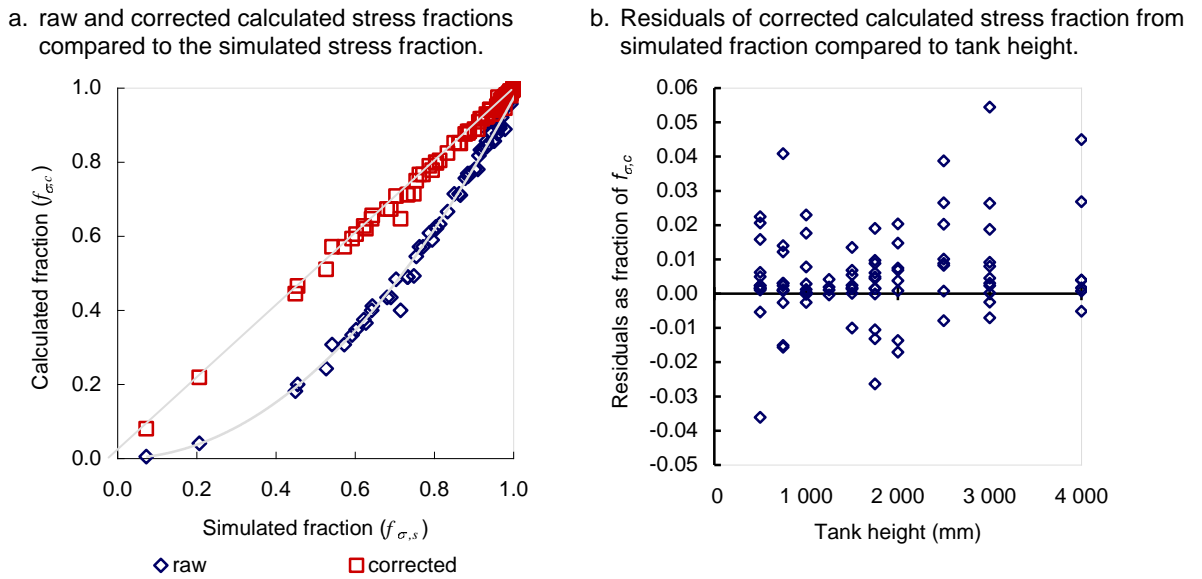 a. raw and corrected calculated stress fractions
compared to the simulated stress fraction.
Calculated fraction (f σ,c)
1.0
0.8
0.6
0.4
0.2
0.0
0.0 0.2 0.4 0.6 0.8 1.0
Simulated fraction (f σ,s)
raw corrected
b. Residuals of corrected calculated stress fraction from
simulated fraction compared to tank height.
Residuals as fraction of f σ,c
0.06
0.05
0.04
0.03
0.02
0.01
0.00
-0.01
-0.02
-0.03
-0.04
-0.05
0 1 000 2 000 3 000 4 000
Tank height (mm)